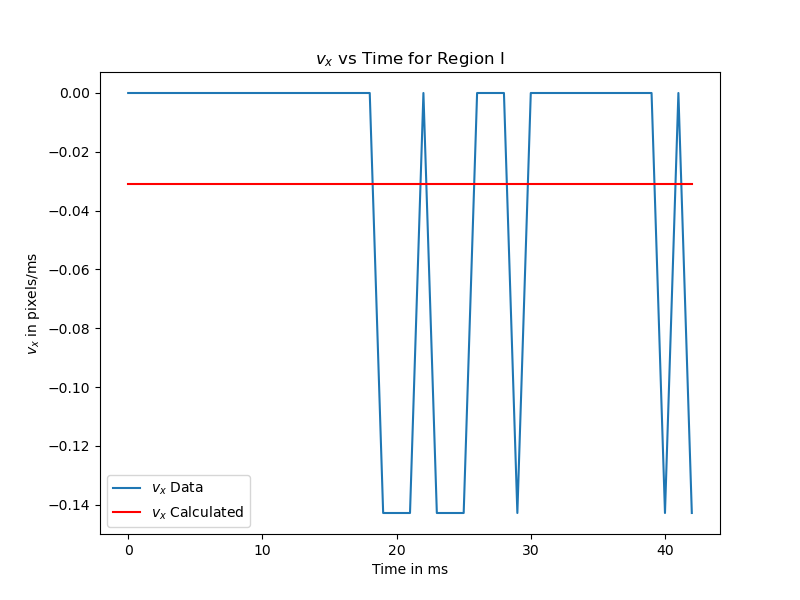 v_x vs Time for Region I
0.00
−0.02
−0.04
−0.06
−0.08
−0.10
−0.12
−0.14
v_x in pixels/ms
v_x Data
v_x Calculated
0 10 20 30 40
Time in ms